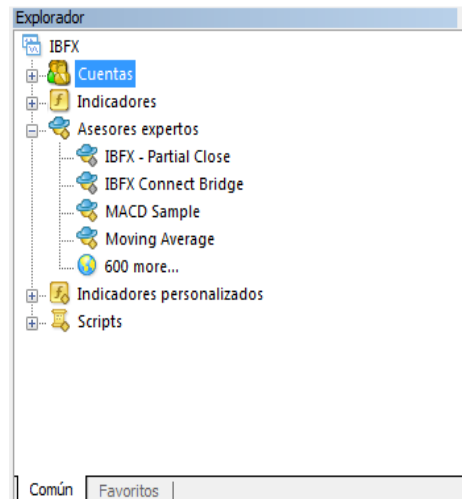 Explorador
IBFX
Cuentas
Indicadores
Asesores expertos
IBFX - Partial Close
IBFX Connect Bridge
MACD Sample
Moving Average
600 more...
Indicadores personalizados
Scripts
Común Favoritos